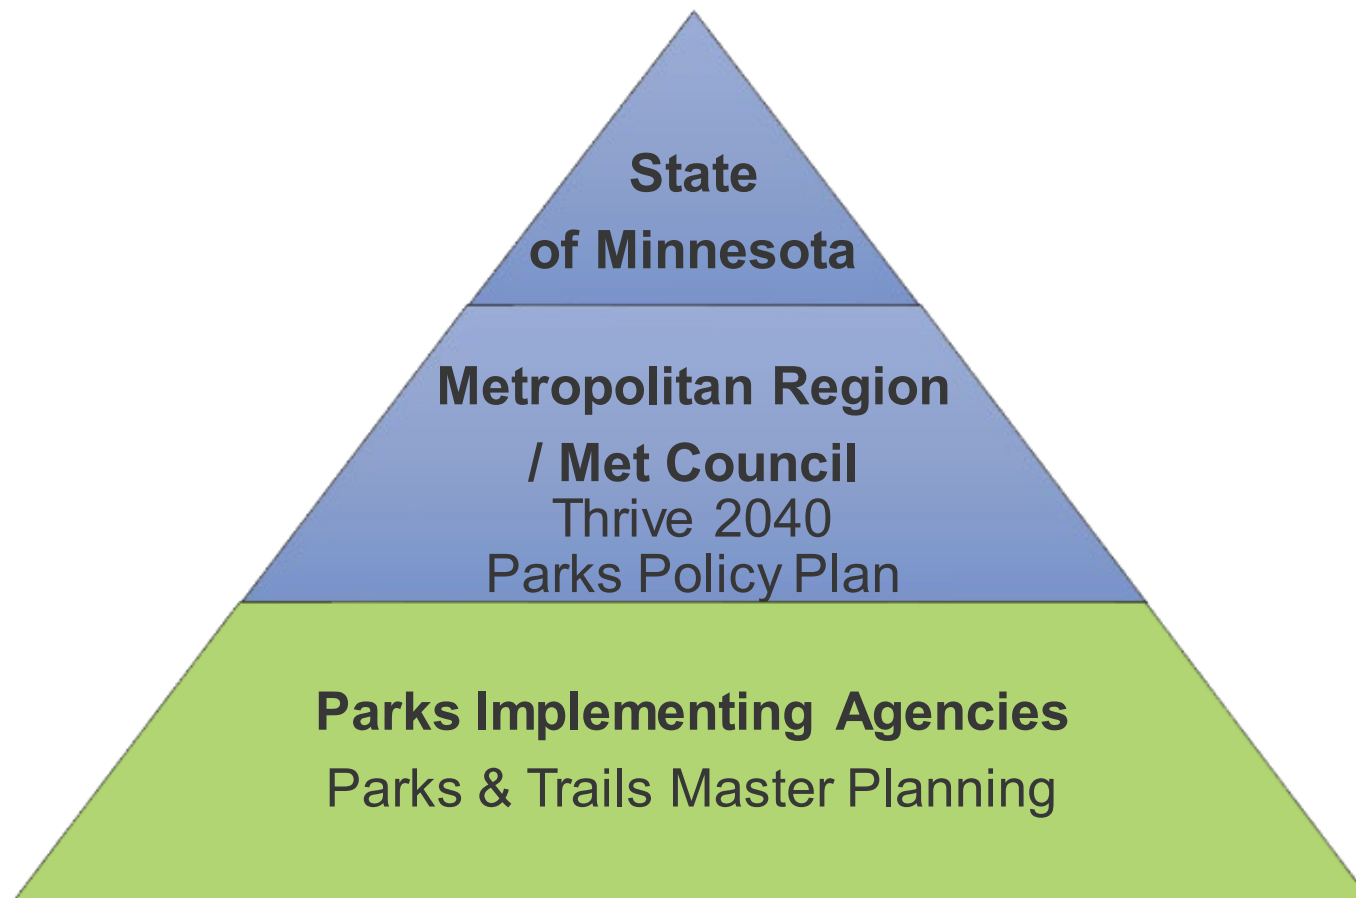 State
of Minnesota
Metropolitan Region
/ Met Council
Thrive 2040
Parks Policy Plan
Parks Implementing Agencies
Parks & Trails Master Planning